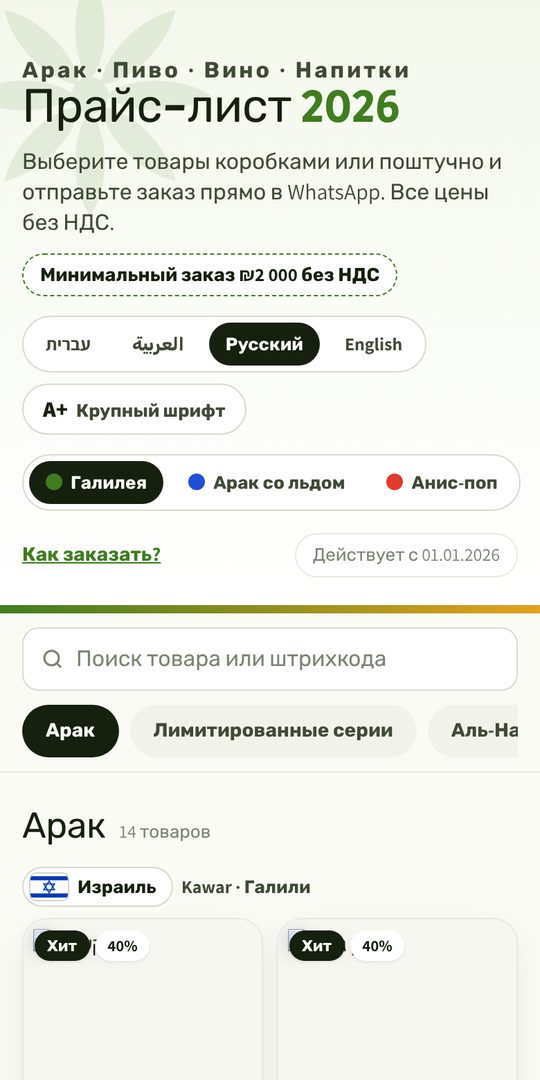 Арак · Пиво · Вино · Напитки
Прайс-лист 2026
Выберите товары коробками или поштучно и
отправьте заказ прямо в WhatsApp. Все цены
без НДС.
Минимальный заказ ₪2 000 без НДС
עברית العربية Русский English
A+ Крупный шрифт
Галилея Арак со льдом Анис-поп
Как заказать? Действует с 01.01.2026
Поиск товара или штрихкода
Арак Лимитированные серии Аль-На
Арак 14 товаров
Израиль Kawar · Галили
Хит 40% Хит 40%